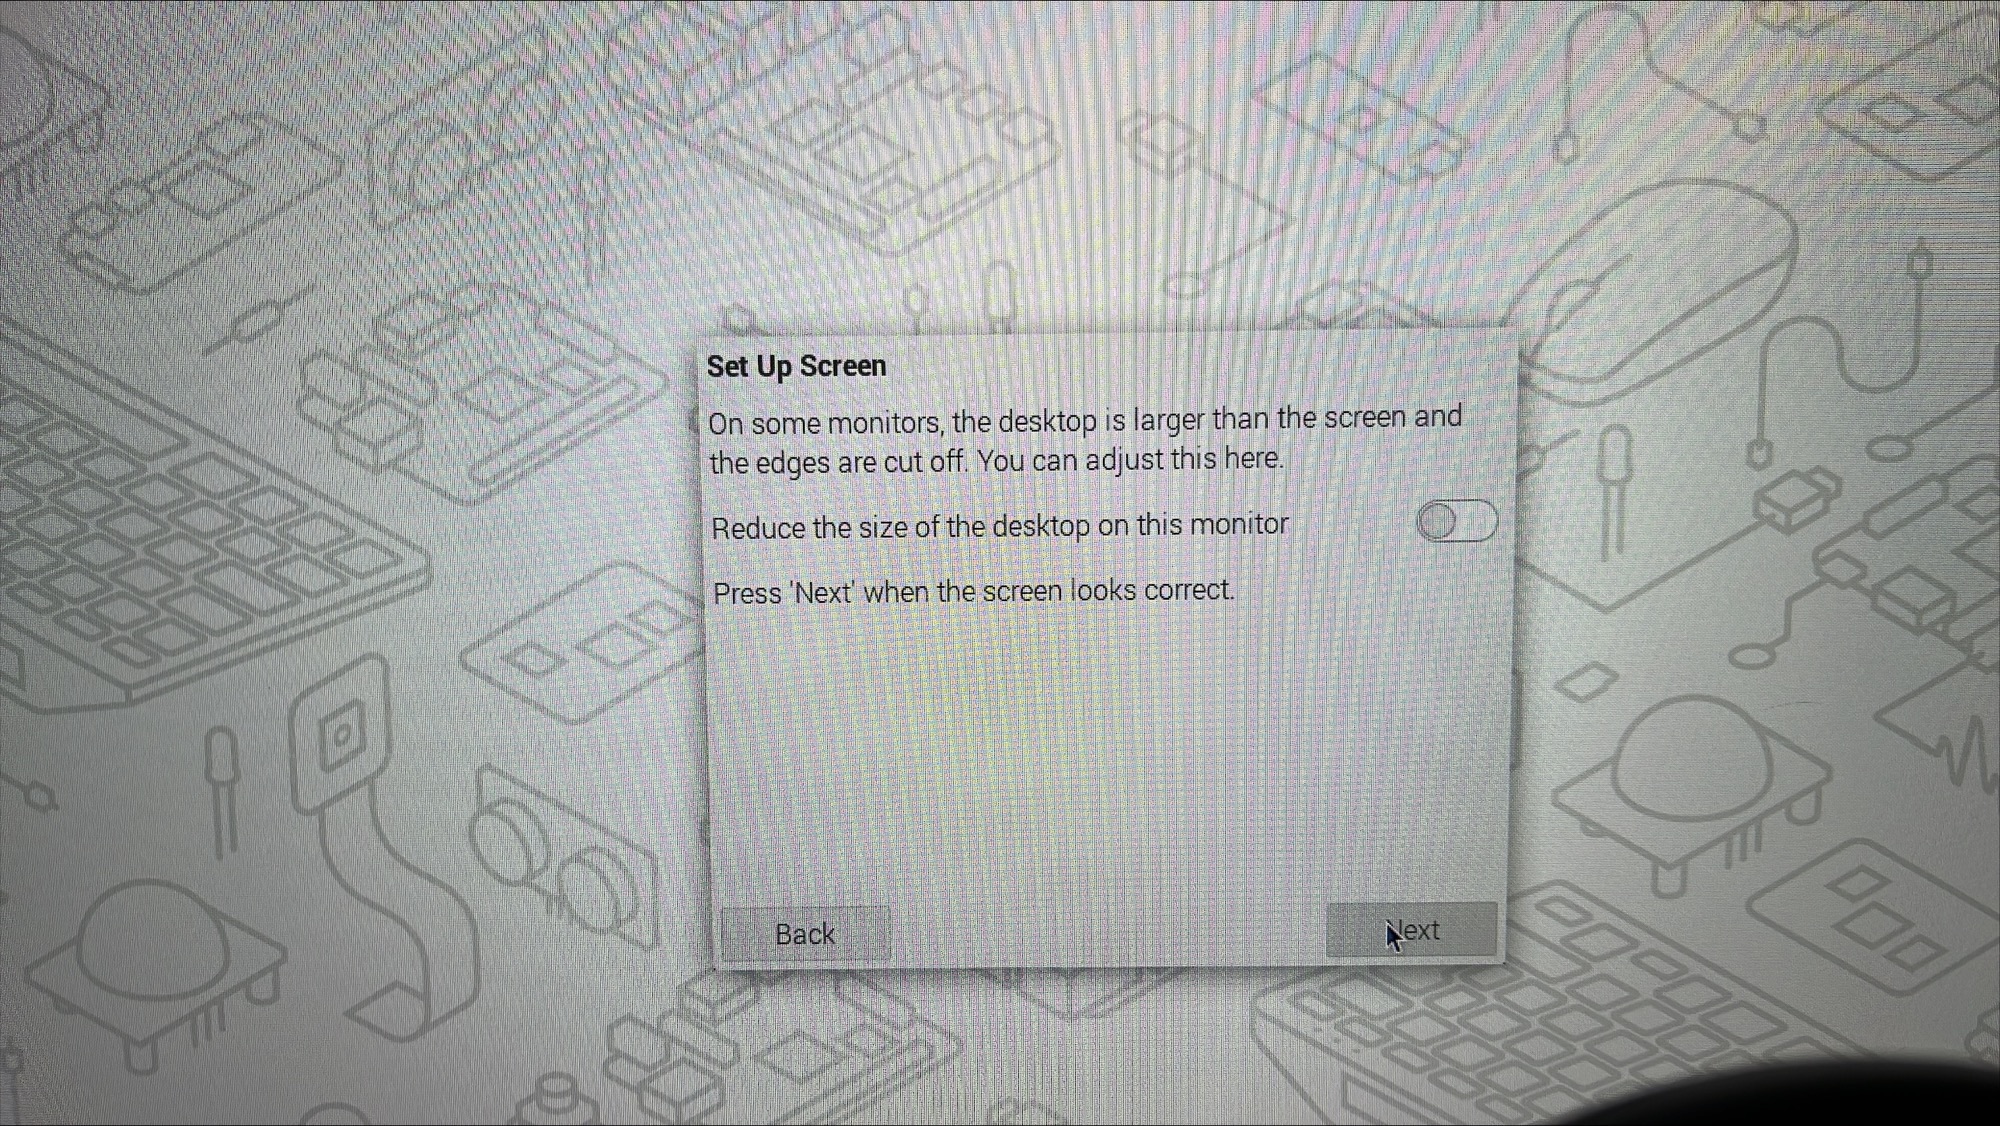 Set Up Screen
On some monitors, the desktop is larger than the screen and
the edges are cut off. You can adjust this here.
Reduce the size of the desktop on this monitor
Press 'Next' when the screen looks correct.
Back
Next